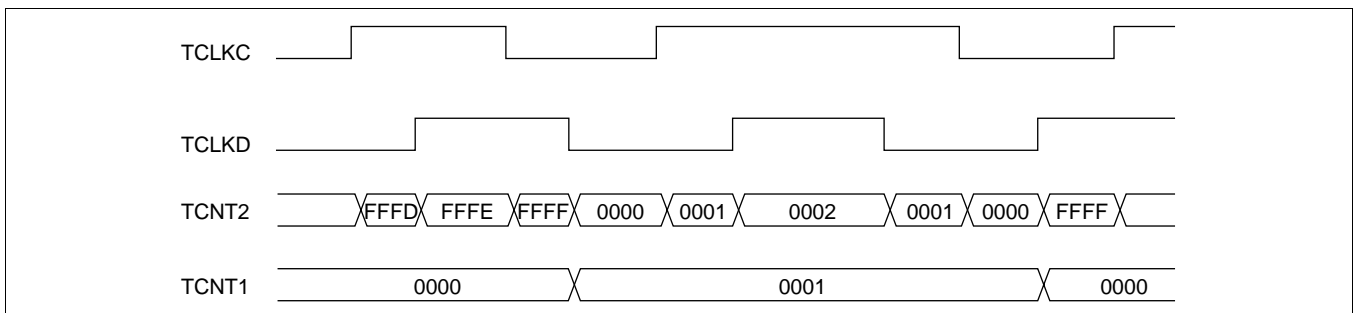 TCLKC
TCLKD
TCNT2 FFFD FFFE FFFF 0000 0001 0002 0001 0000 FFFF
TCNT1 0000 0001 0000